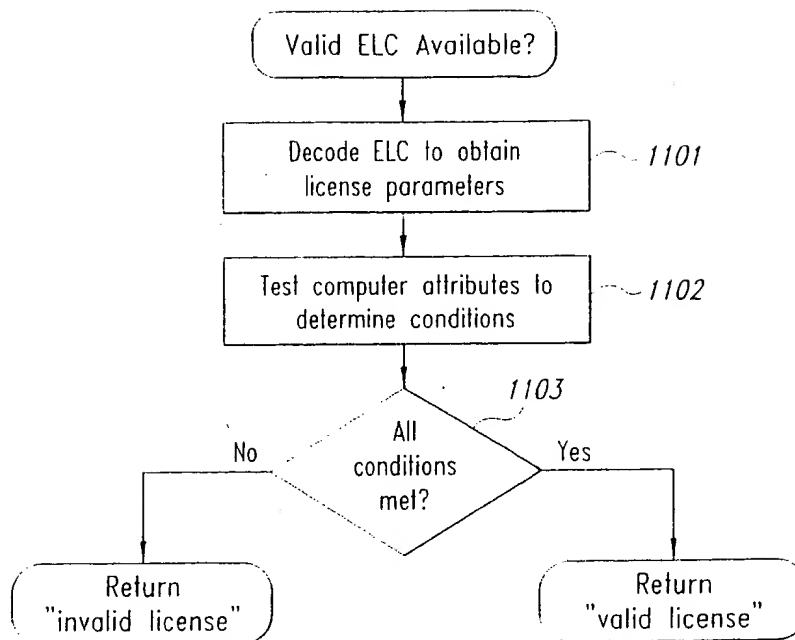 Valid ELC Available?
Decode ELC to obtain
license parameters
1101
Test computer attributes to
determine conditions
1102
1103
All
conditions
met?
No
Yes
Return
"invalid license"
Return
"valid license"